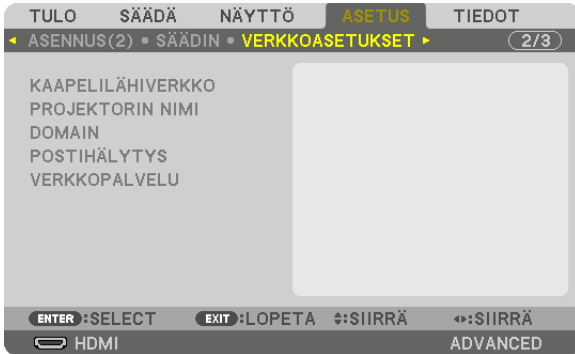 TULO SÄÄDÄ NÄYTTÖ ASETUS TIEDOT
ASENNUS(2) • SÄÄDIN • VERKKOASETUKSET 2/3
KAAPELILÄHIVERKKO
PROJEKTORIN NIMI
DOMAIN
POSTIHÄLYTYS
VERKKOPALVELU
ENTER :SELECT EXIT :LOPETA :SIIRRÄ :SIIRRÄ
HDMI ADVANCED